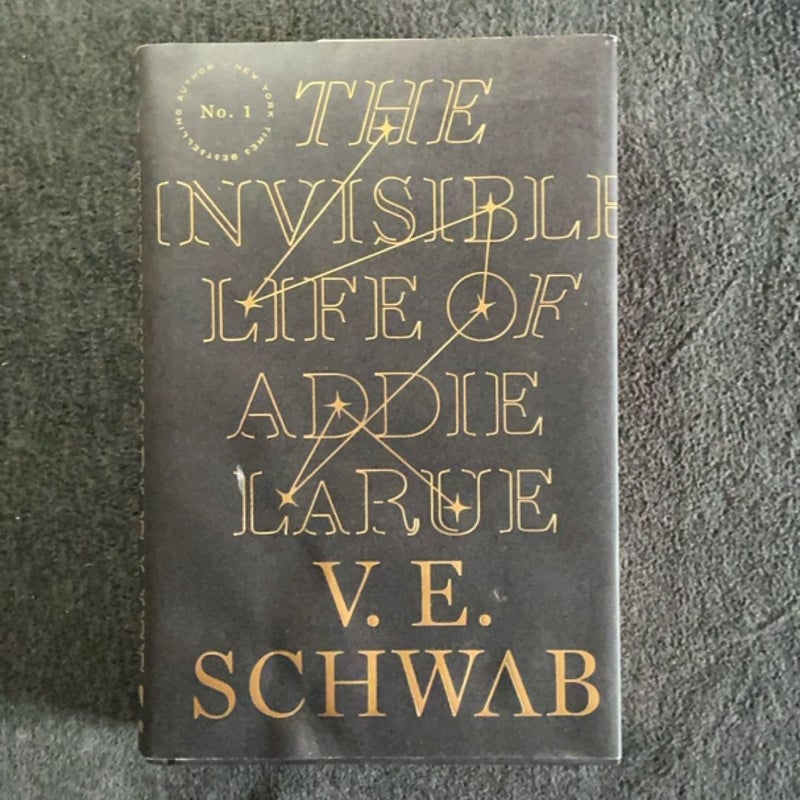 No. 1
NEW YORK TIMES BESTSELLING AUTHOR
THE
INVISIBLE
LIFE OF
ADDIE
LARUE
V. E.
SCHWAB